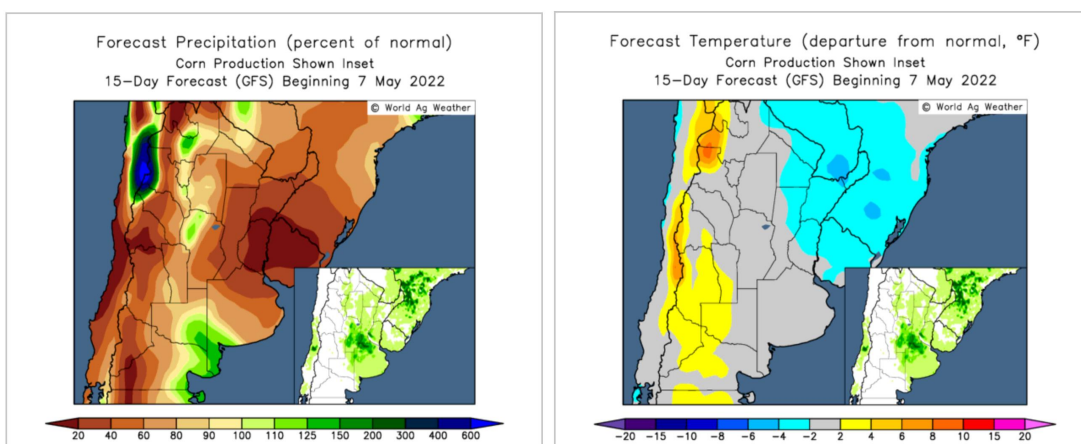 Forecast Precipitation (percent of normal)
Corn Production Shown Inset
15-Day Forecast (GFS) Beginning 7 May 2022
© World Ag Weather
20 40 60 80 90 100 110 125 150 200 300 400 600
Forecast Temperature (departure from normal, °F)
Corn Production Shown Inset
15-Day Forecast (GFS) Beginning 7 May 2022
© World Ag Weather
-20 -15 -10 -8 -6 -4 -2 2 4 6 8 10 15 20